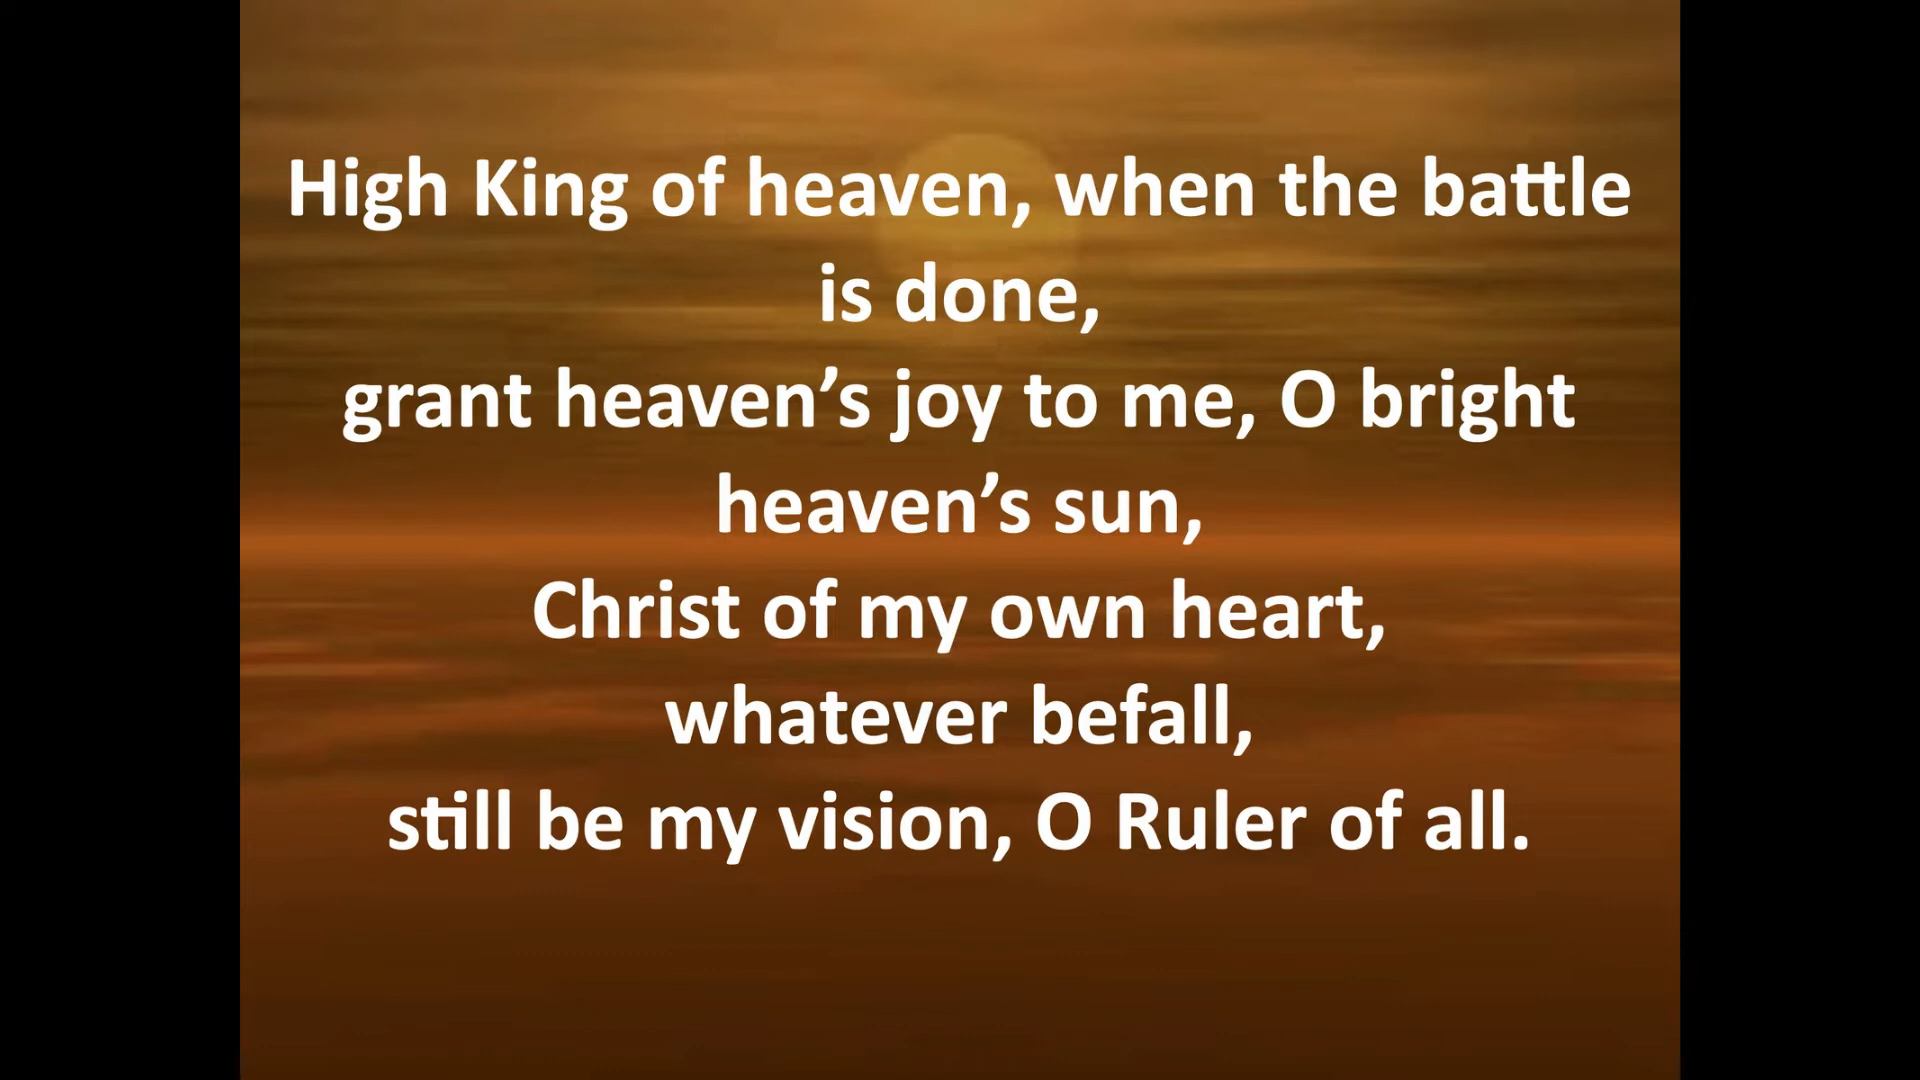 High King of heaven, when the battle
is done,
grant heaven’s joy to me, O bright
heaven’s sun,
Christ of my own heart,
whatever befall,
still be my vision, O Ruler of all.